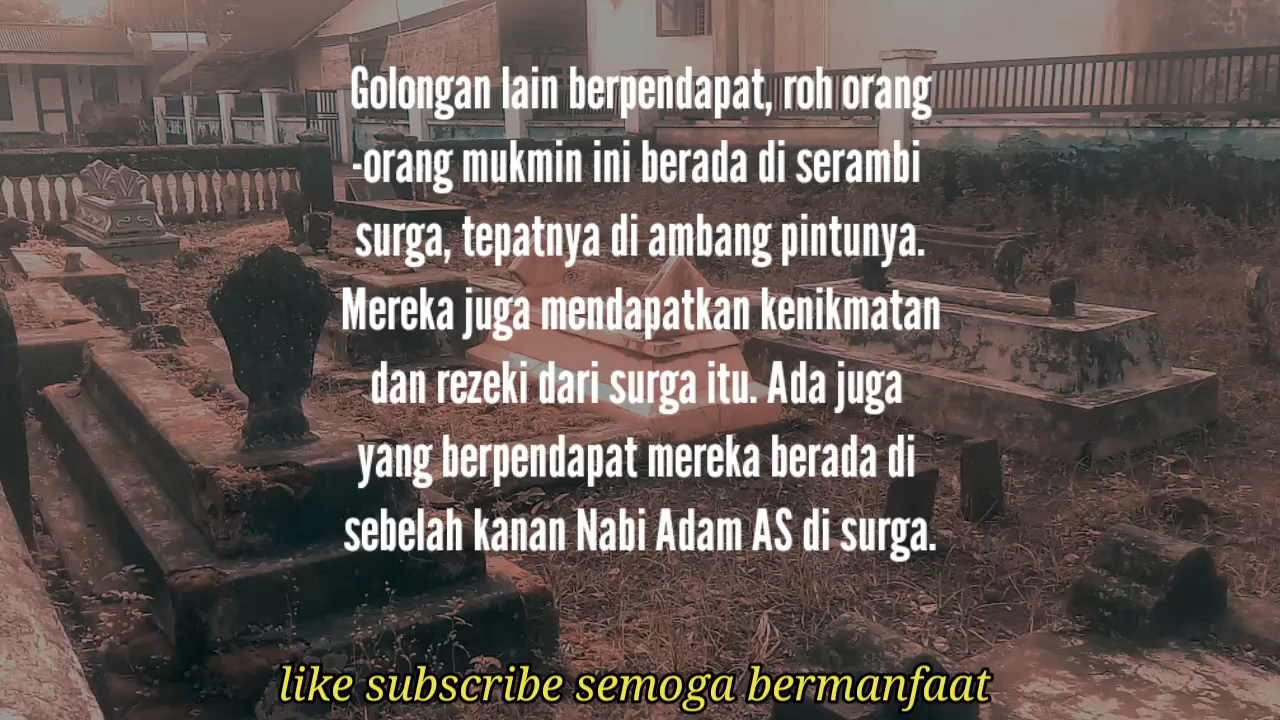 Golongan lain berpendapat, roh orang
-orang mukmin ini berada di serambi
surga, tepatnya di ambang pintunya.
Mereka juga mendapatkan kenikmatan
dan rezeki dari surga itu. Ada juga
yang berpendapat mereka berada di
sebelah kanan Nabi Adam AS di surga.
like subscribe semoga bermanfaat